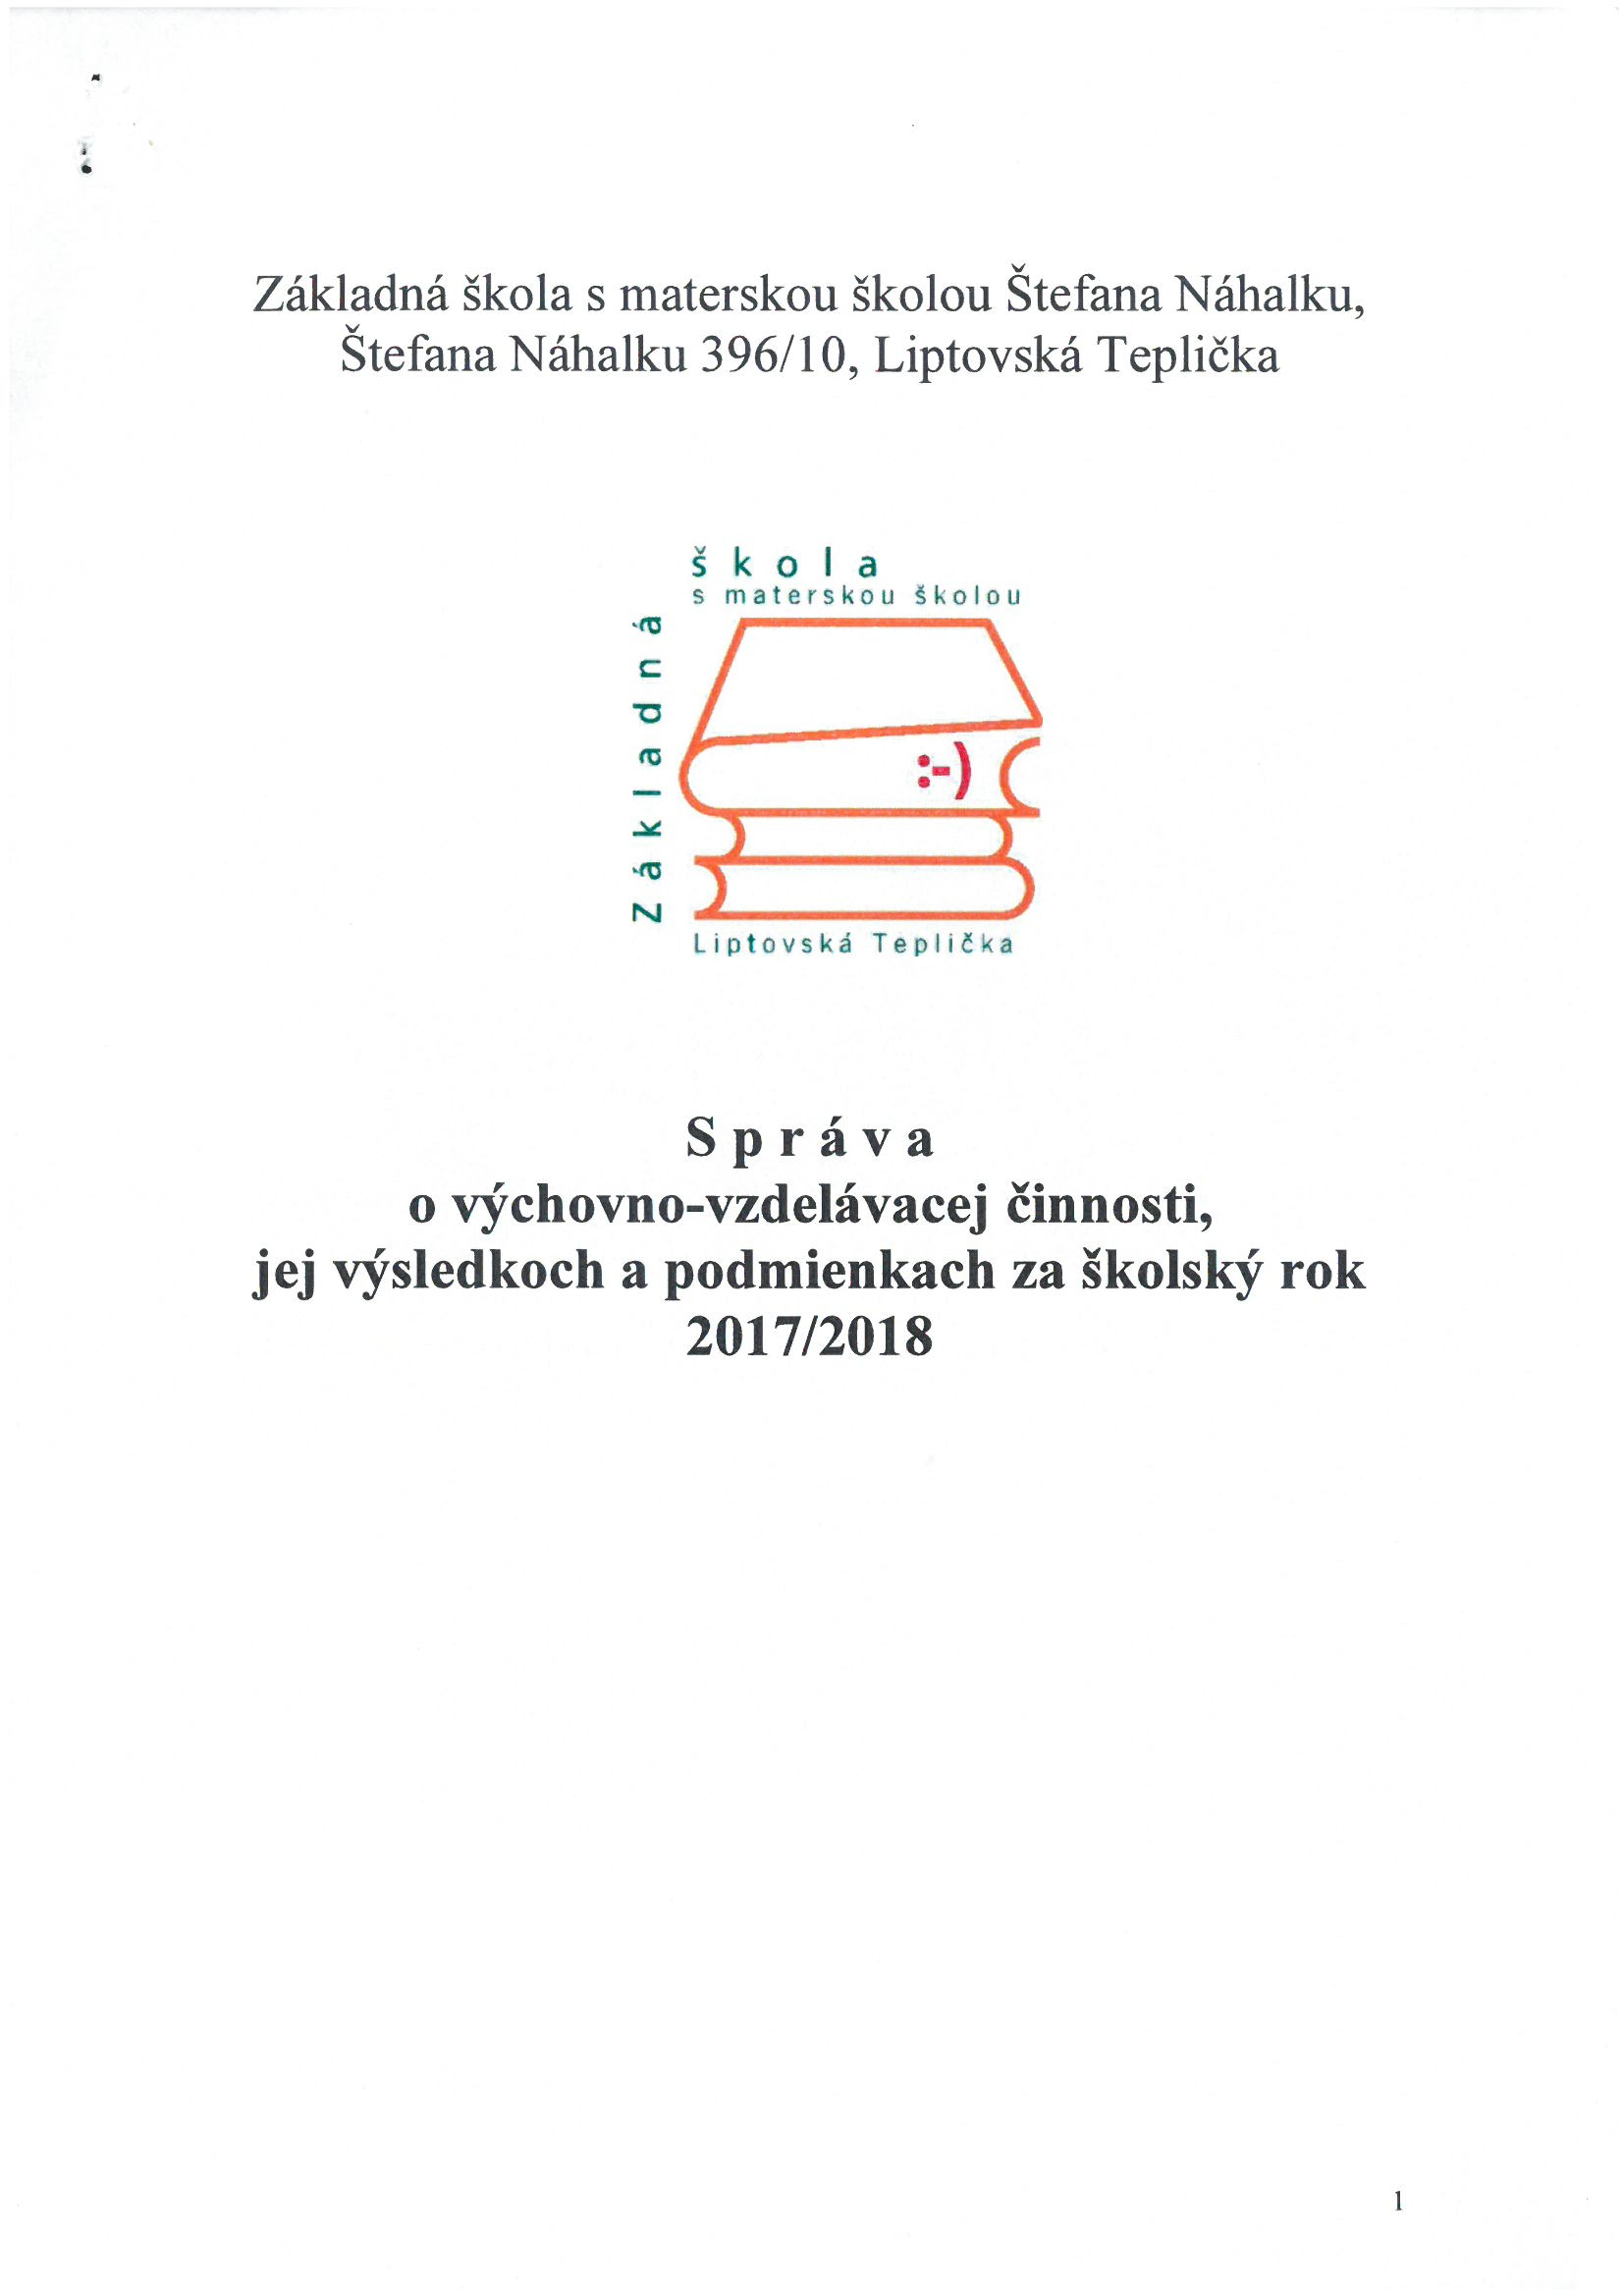 Základná škola s materskou školou Štefana Náhalku,
Štefana Náhalku 396/10, Liptovská Teplička
Základná
škola
s materskou školou
:-)
Liptovská Teplička
Správa
o výchovno-vzdelávacej činnosti,
jej výsledkoch a podmienkach za školský rok
2017/2018
1